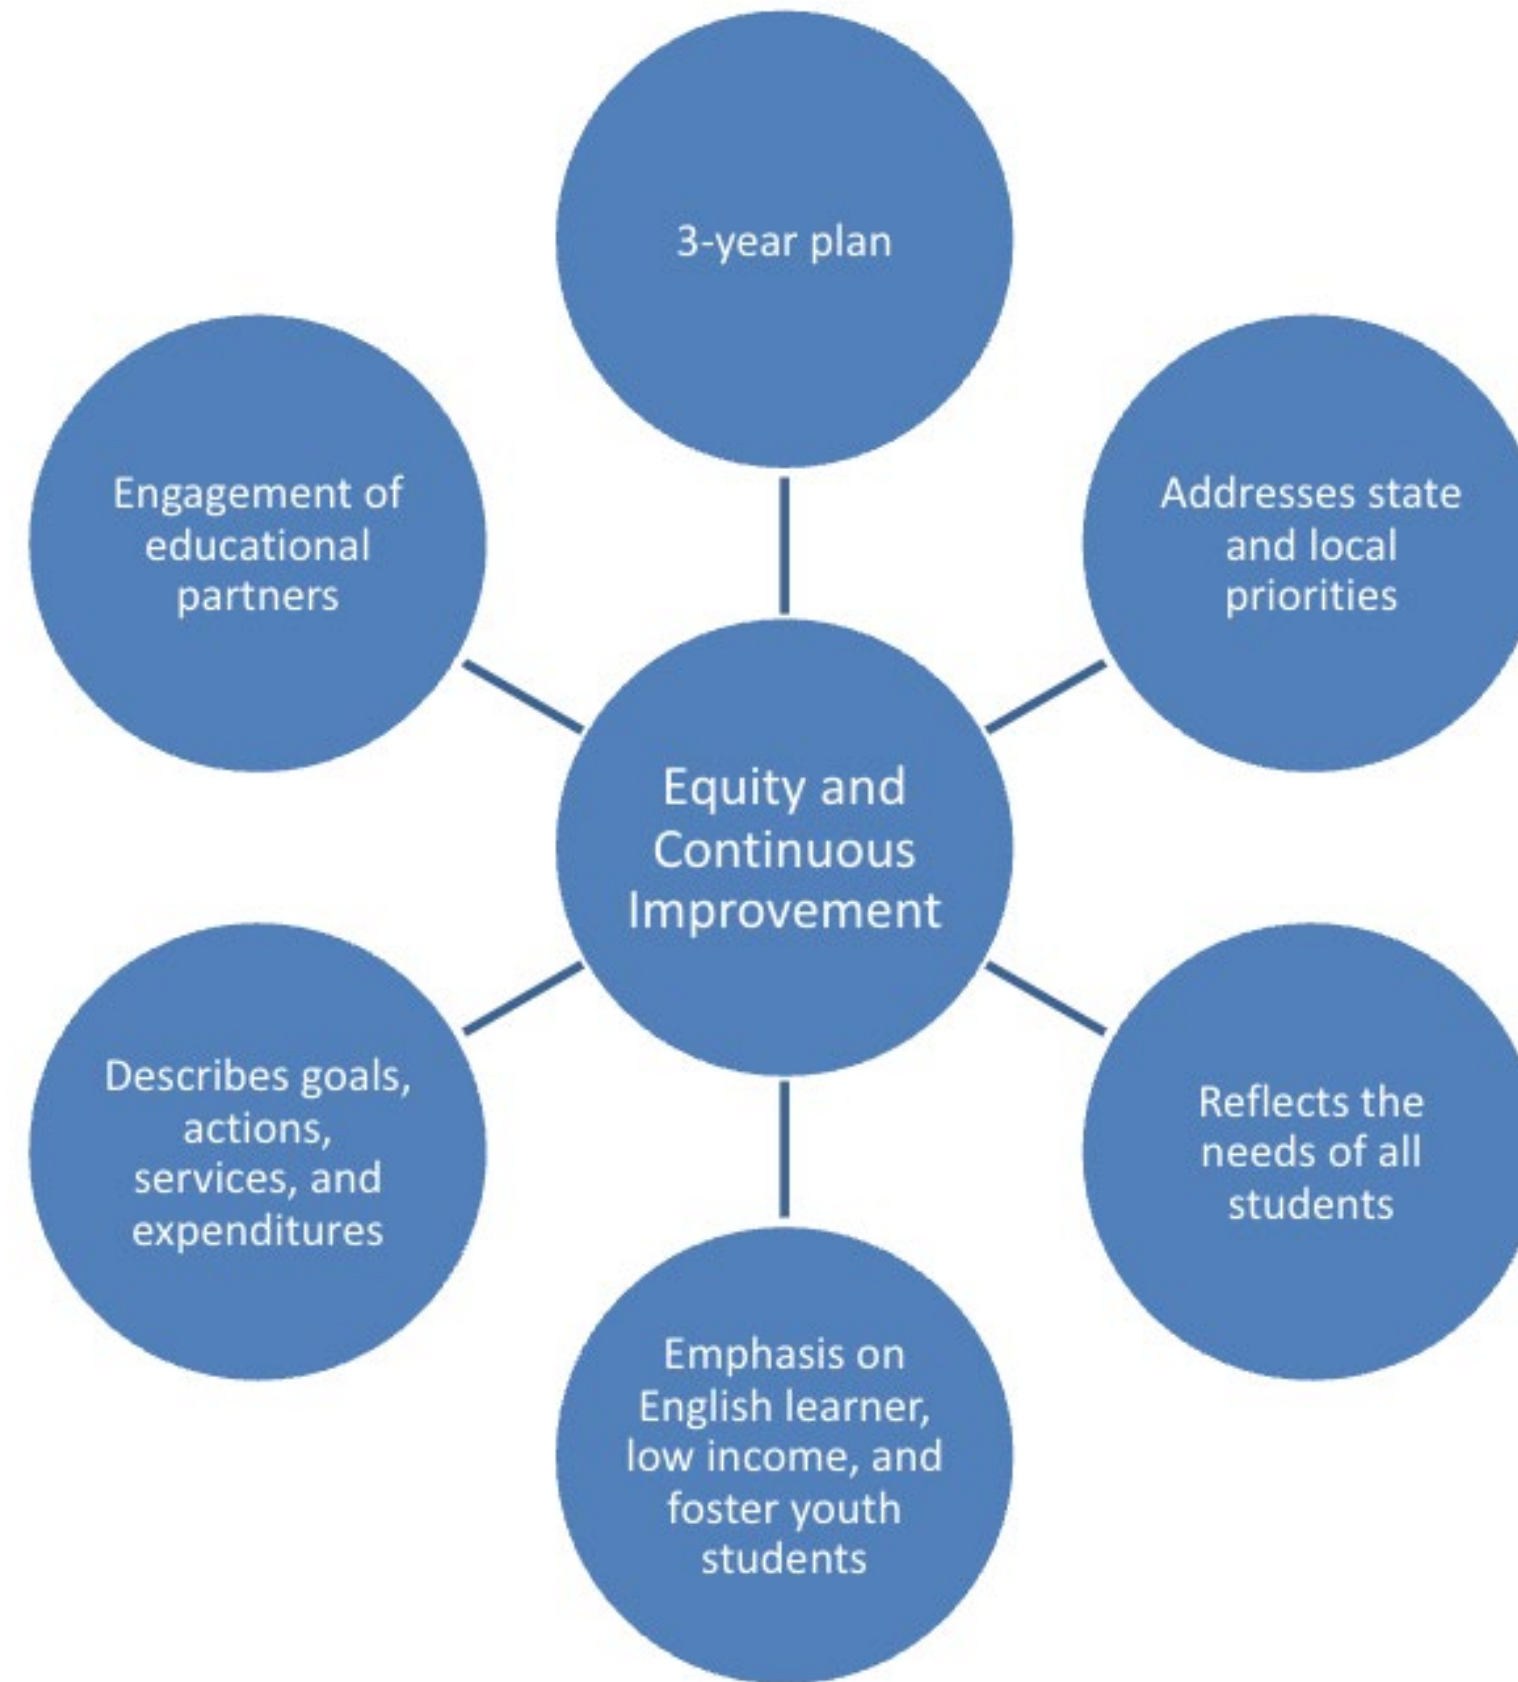 3-year plan
Engagement of
educational
partners
Addresses state
and local
priorities
Equity and
Continuous
Improvement
Describes goals,
actions,
services, and
expenditures
Reflects the
needs of all
students
Emphasis on
English learner,
low income, and
foster youth
students